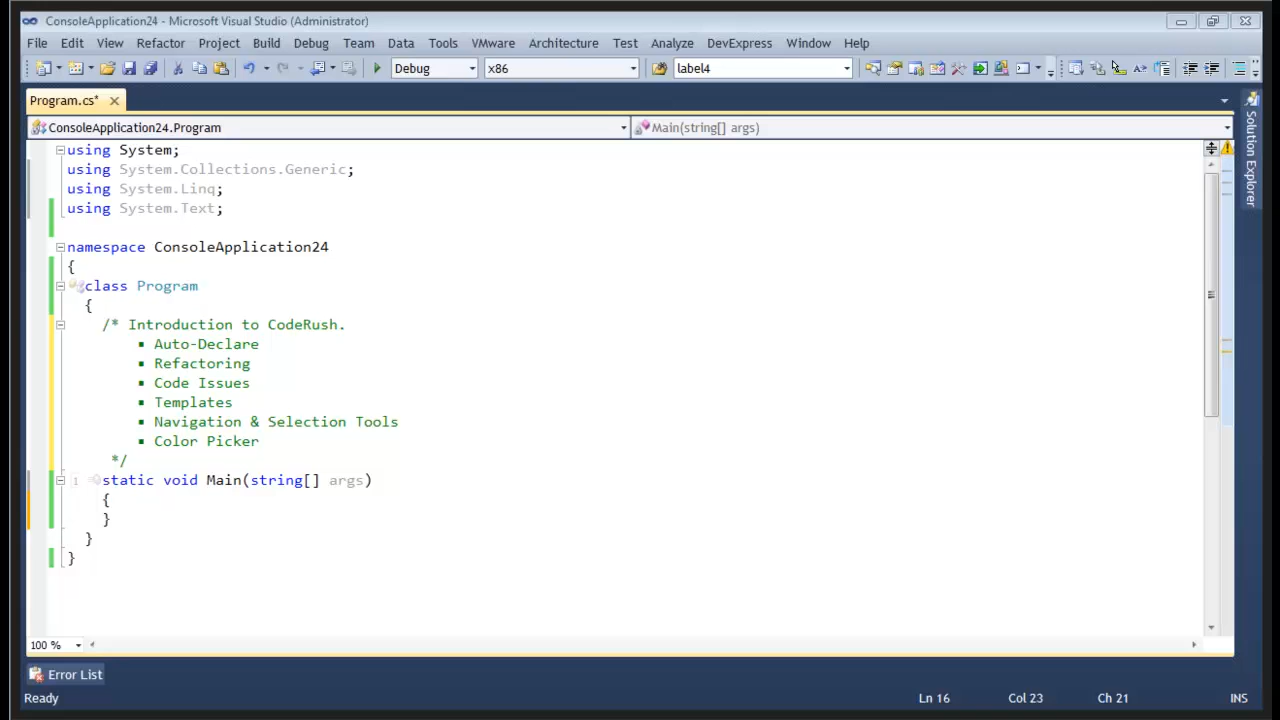 ConsoleApplication24 - Microsoft Visual Studio (Administrator)
File Edit View Refactor Project Build Debug Team Data Tools VMware Architecture Test Analyze DevExpress Window Help
Debug x86 label4
Program.cs*
ConsoleApplication24.Program Main(string[] args)
using System;
using System.Collections.Generic;
using System.Linq;
using System.Text;
namespace ConsoleApplication24
{
class Program
{
/* Introduction to CodeRush.
▪ Auto-Declare
▪ Refactoring
▪ Code Issues
▪ Templates
▪ Navigation & Selection Tools
▪ Color Picker
*/
static void Main(string[] args)
{
}
}
}
100 %
Error List
Ready Ln 16 Col 23 Ch 21 INS
Solution Explorer